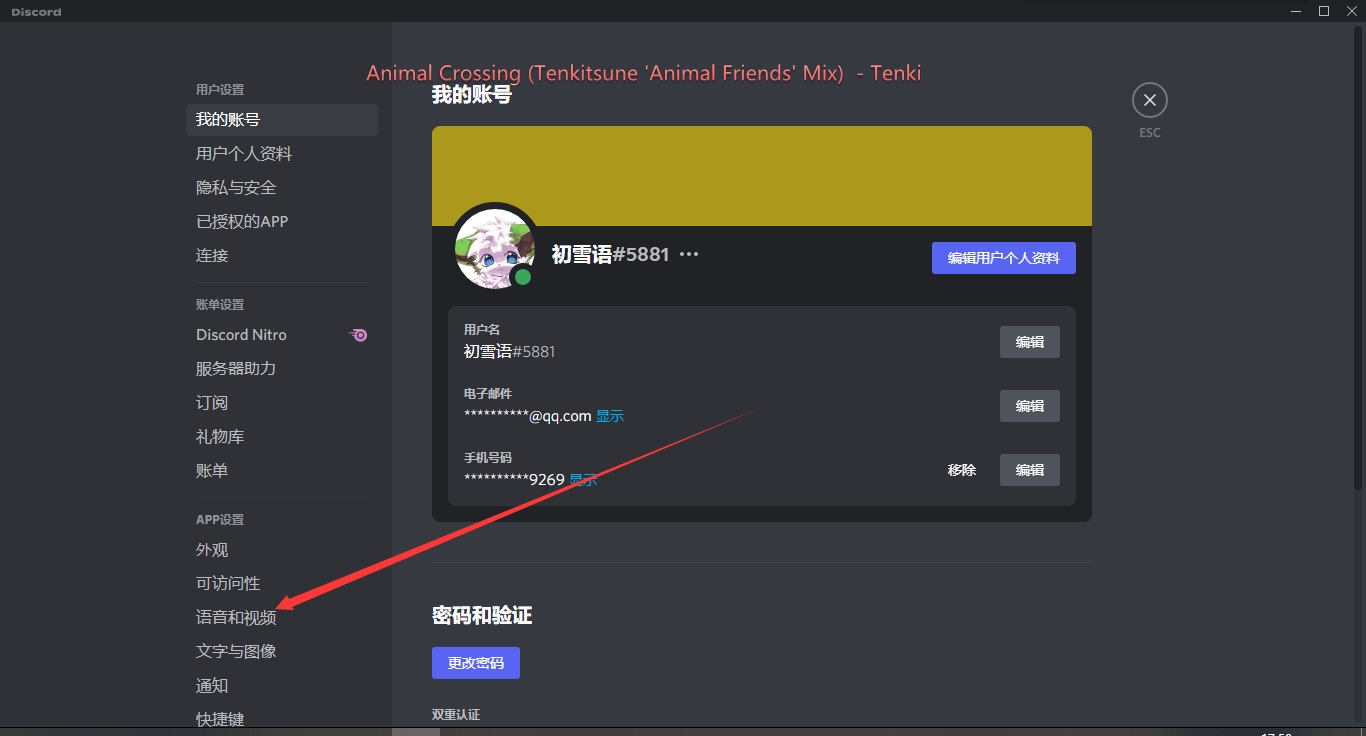 Discord
Animal Crossing (Tenkitsune 'Animal Friends' Mix) - Tenki
用户设置
我的账号
用户个人资料
隐私与安全
已授权的APP
连接
账单设置
Discord Nitro
服务器助力
订阅
礼物库
账单
APP设置
外观
可访问性
语音和视频
文字与图像
通知
快捷键
我的账号
ESC
初雪语#5881
编辑用户个人资料
用户名
初雪语#5881
编辑
电子邮件
**********@qq.com 显示
编辑
手机号码
**********9269 显示
移除 编辑
密码和验证
更改密码
双重认证